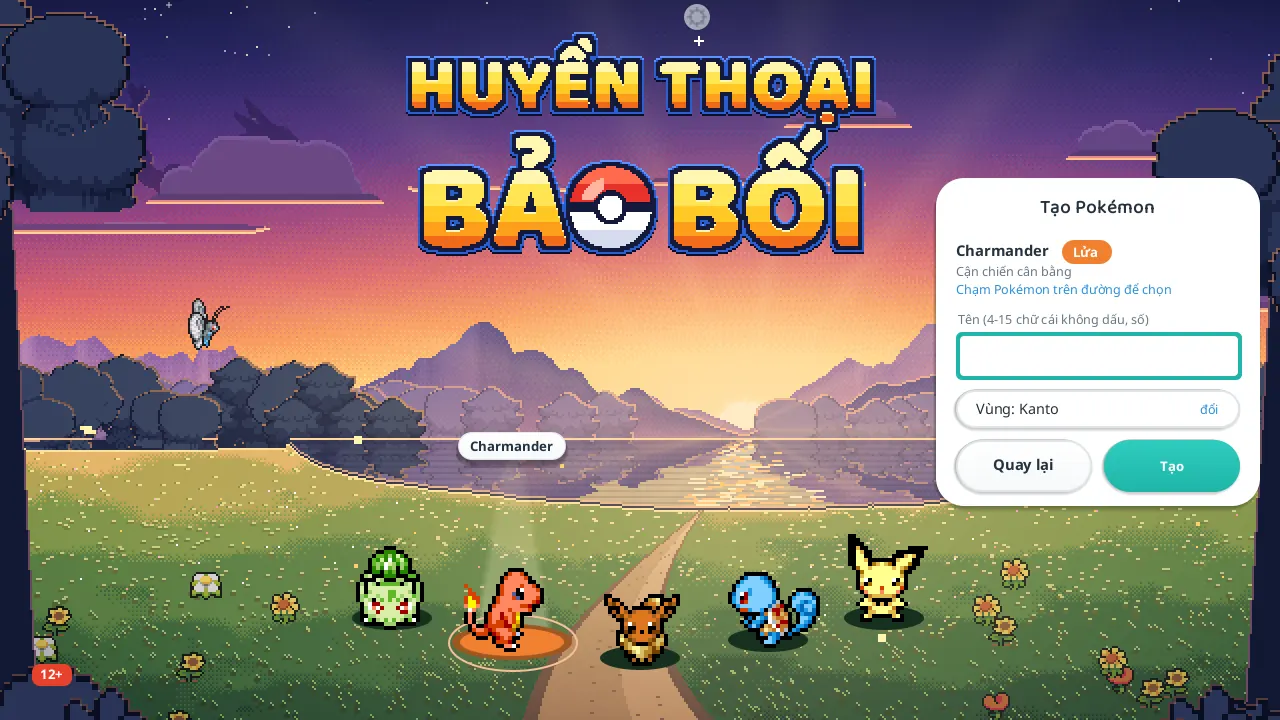 HUYỀN THOẠI
BẢO BỐI
Tạo Pokémon
Charmander Lửa
Cận chiến cân bằng
Chạm Pokémon trên đường để chọn
Tên (4-15 chữ cái không dấu, số)
Vùng: Kanto đổi
Quay lại Tạo
Charmander
12+